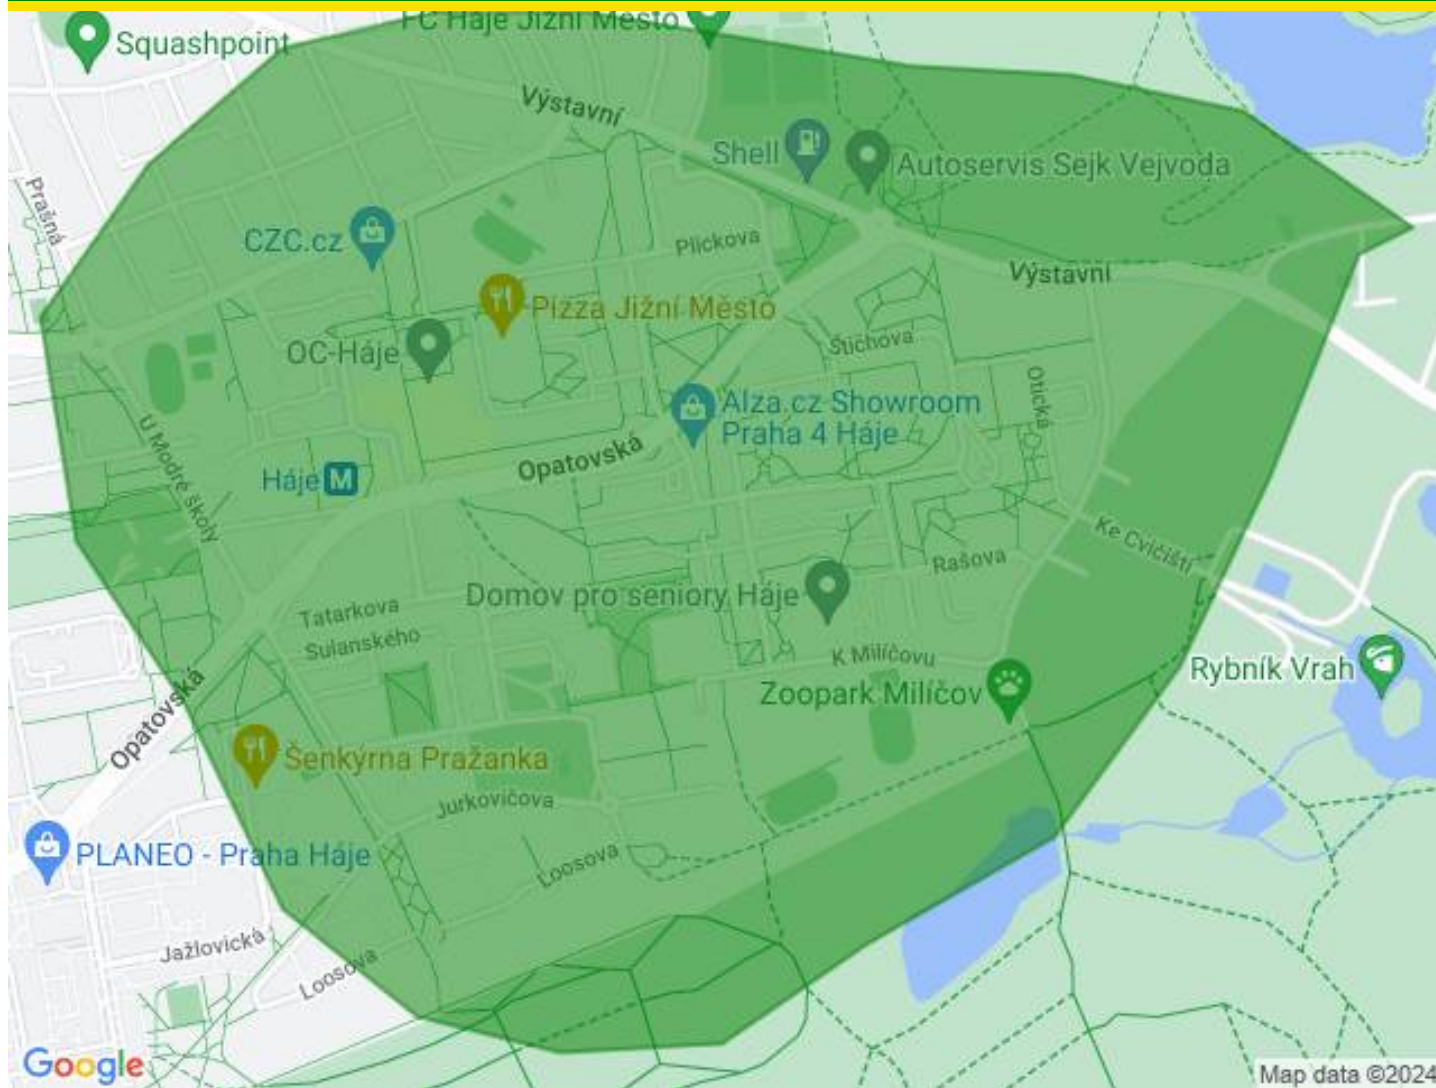 FC Háje Jižní Město
Squashpoint
Výstavní
Shell
Autoservis Sejk Vejvoda
Prašná
CZC.cz
Plickova
Výstavní
Pizza Jižní Město
OC-Háje
Štichova
Otická
Alza.cz Showroom
Praha 4 Háje
U Modré školy
Opatovská
Háje M
Ke Cvičišti
Rašova
Domov pro seniory Háje
Tatarkova
Sulanského
K Milíčovu
Rybník Vrah
Zoopark Milíčov
Opatovská
Šenkýrna Pražanka
Jurkovičova
PLANEO - Praha Háje
Loosova
Jažlovická
Loosova
Google
Map data ©2024